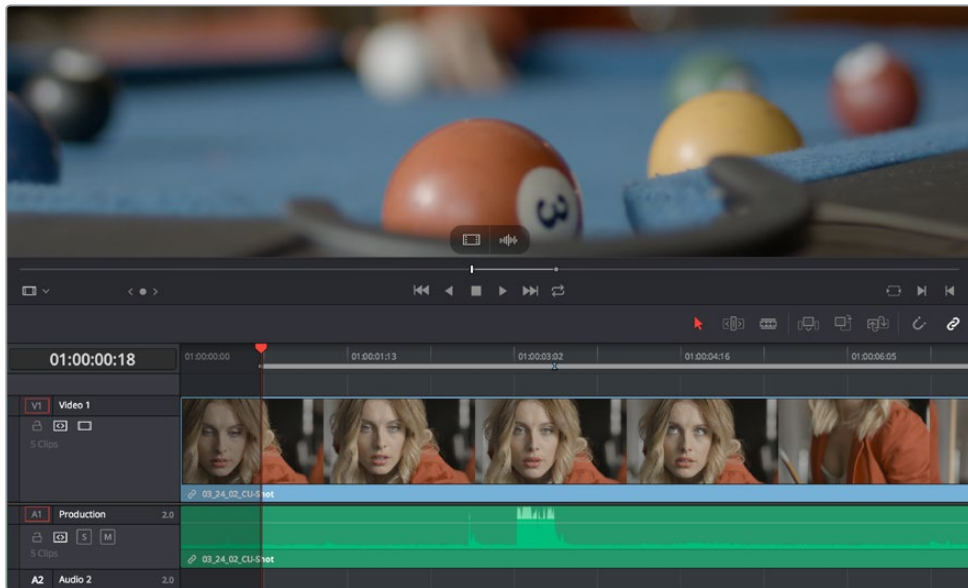 3
01:00:00:18
01:00:00:00
01:00:01:13
01:00:03:02
01:00:04:16
01:00:06:05
V1 Video 1
5 Clips
03_24_02_CU-Shot
A1 Production 2.0
S M
5 Clips
03_24_02_CU-Shot
A2 Audio 2 2.0